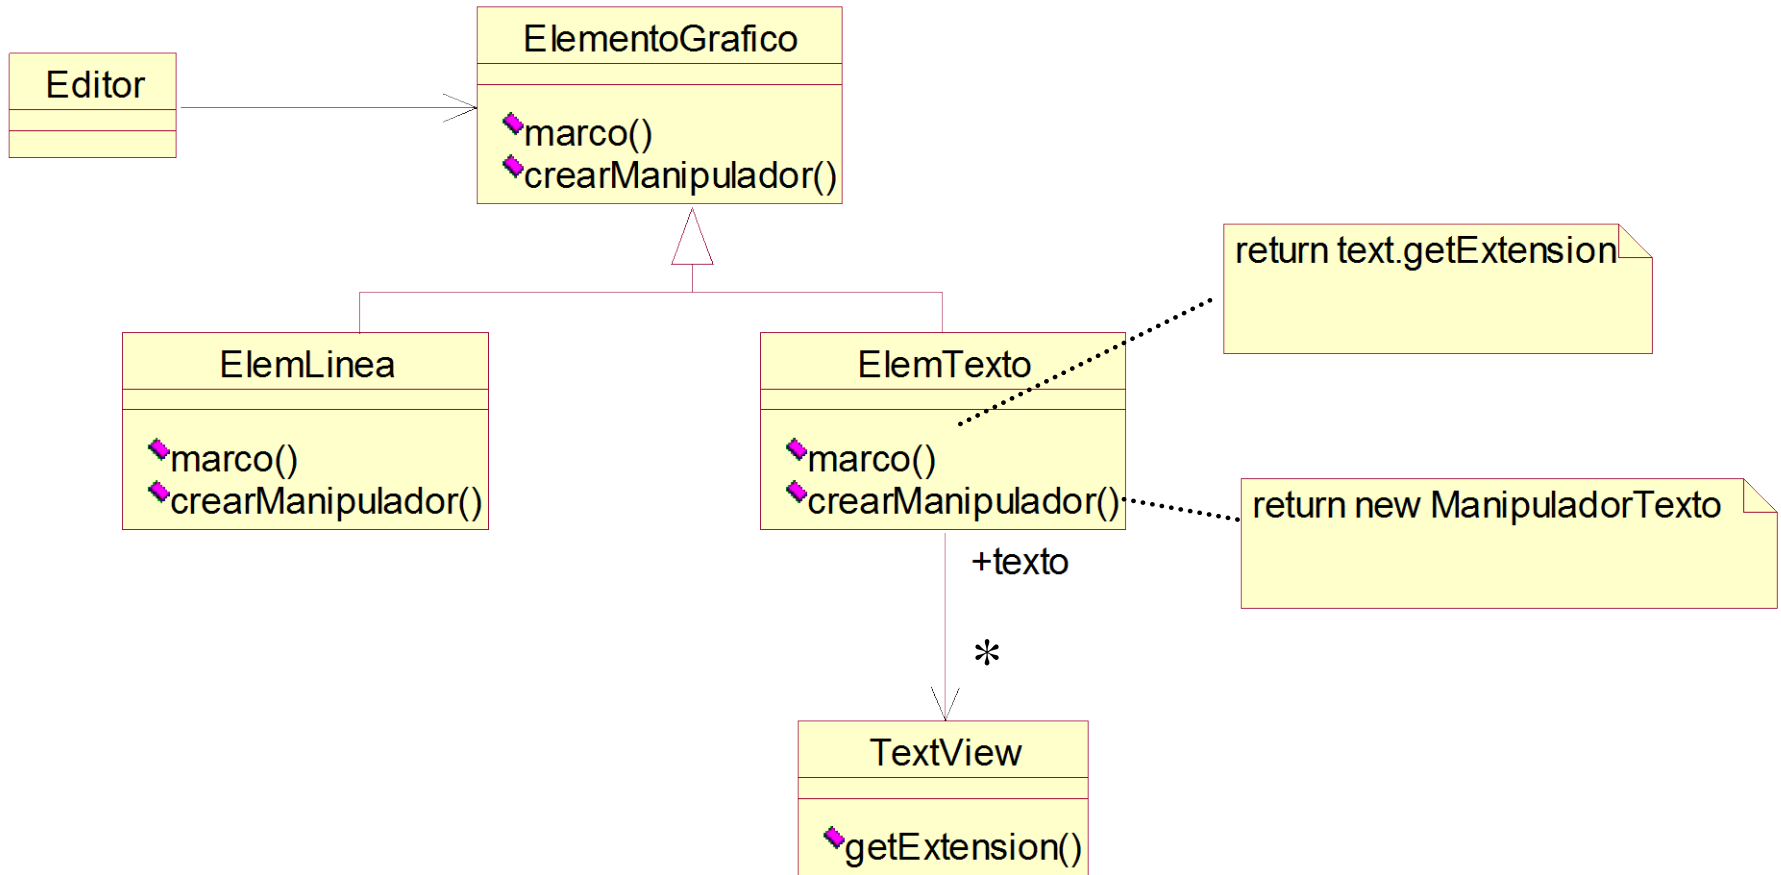 ElementoGrafico
Editor
marco()
crearManipulador()
return text.getExtension
ElemLinea
ElemTexto
marco()
crearManipulador()
marco()
crearManipulador()
return new ManipuladorTexto
+texto
*
TextView
getExtension()